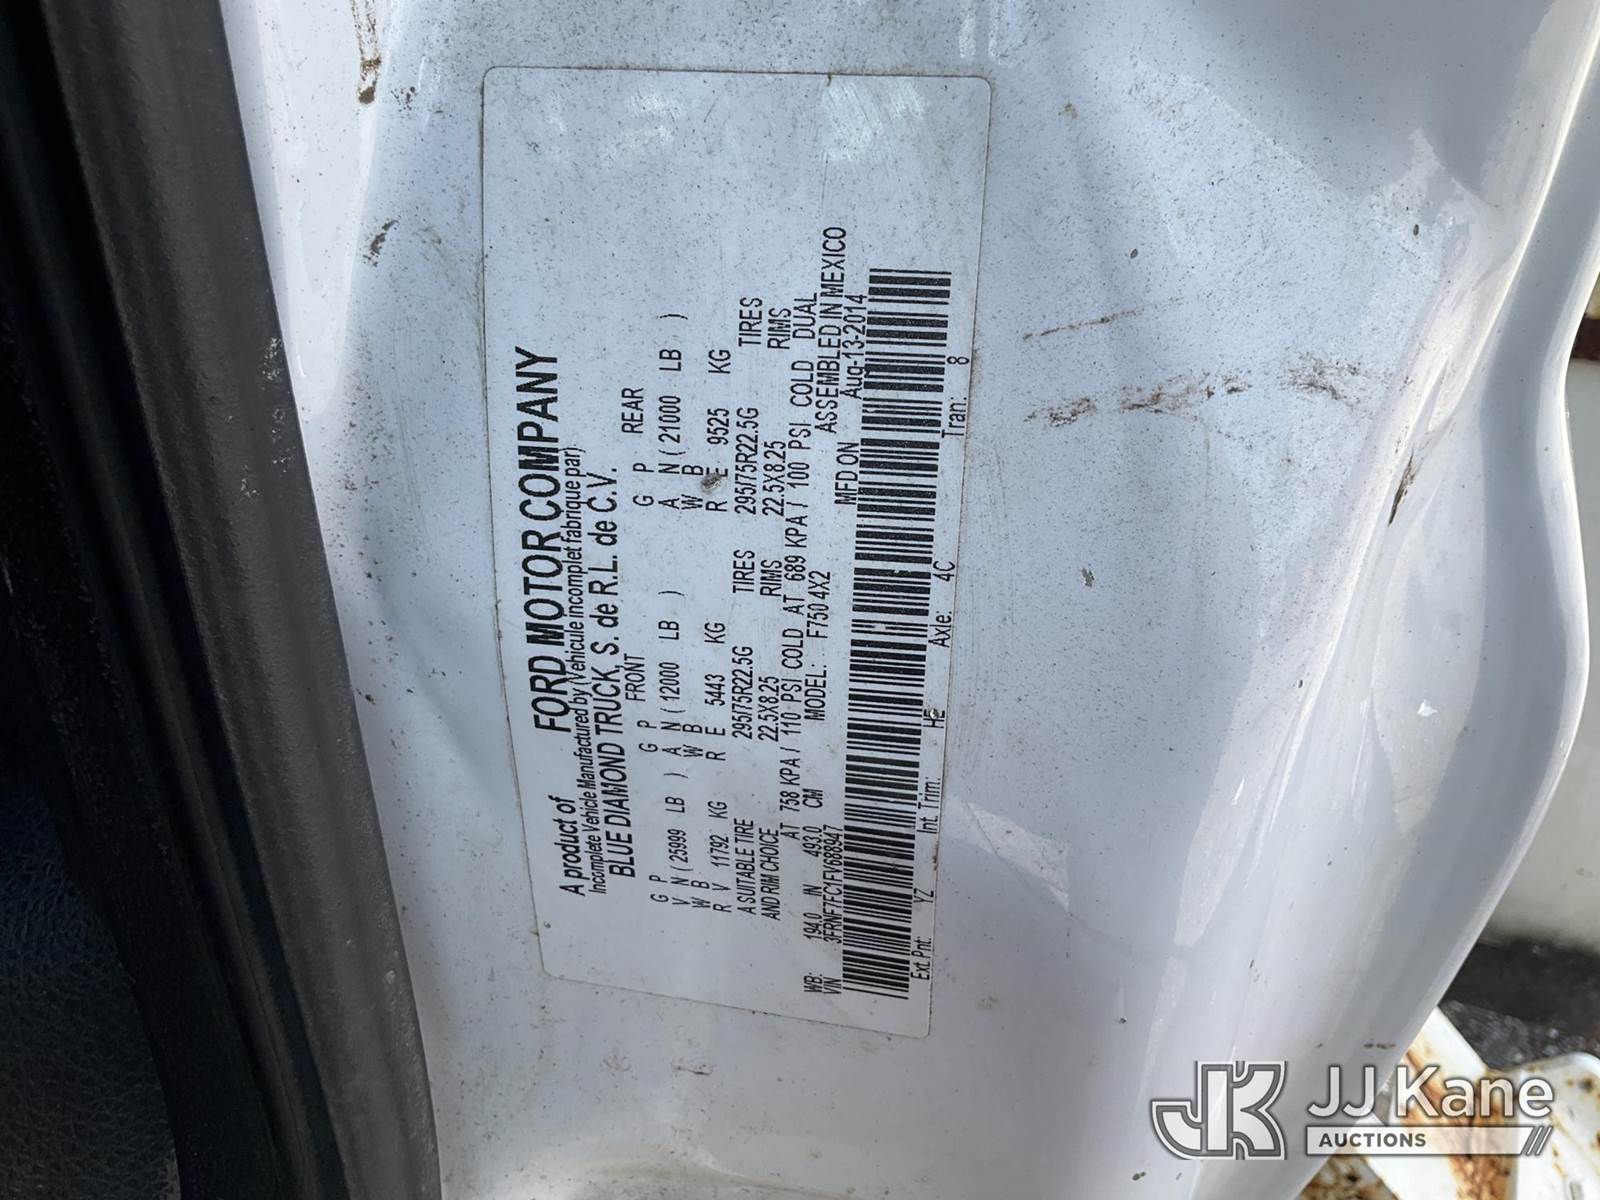 A product of FORD MOTOR COMPANY
Incomplete Vehicle Manufactured by (Vehicule incomplet fabrique par)
BLUE DIAMOND TRUCK, S. de R.L. de C.V.
FRONT REAR
G P G P G P
V N ( 25999 LB ) A N ( 12000 LB ) A N ( 21000 LB )
W B W B W B
R V 11792 KG R E 5443 KG R E 9525 KG
A SUITABLE TIRE 295/75R22.5G TIRES 295/75R22.5G TIRES
AND RIM CHOICE 22.5X8.25 RIMS 22.5X8.25 RIMS
AT 758 KPA / 110 PSI COLD AT 689 KPA / 100 PSI COLD DUAL
WB: 194.0 IN 493.0 CM MODEL: F750 4X2 ASSEMBLED IN MEXICO
VIN 3FRNF7FC1FV688947 MFD ON Aug-13-2014
Ext. Pnt: YZ Int. Trim: HE Axle: 4C Tran: 8
JK JJ Kane
AUCTIONS